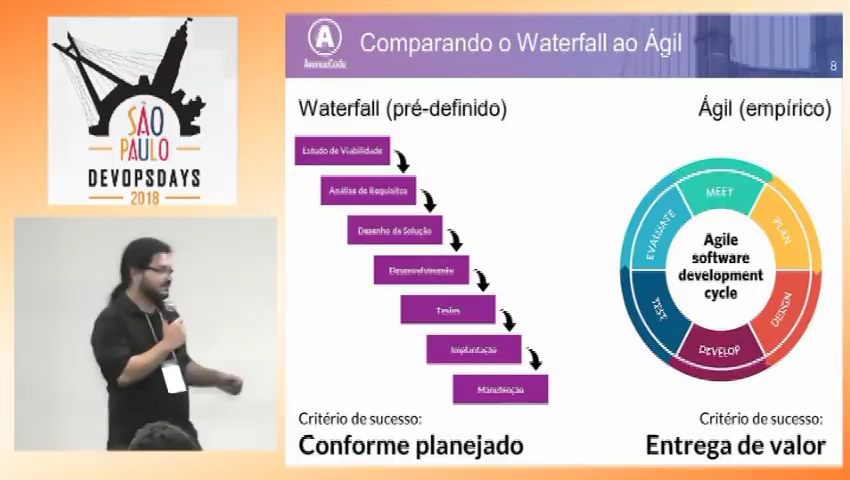 SÃO
PAULO
DEVOPSDAYS
2018
AvenueCode
Comparando o Waterfall ao Ágil
8
Waterfall (pré-definido)
Estudo de Viabilidade
Análise de Requisitos
Desenho da Solução
Desenvolvimento
Testes
Implantação
Manutenção
Critério de sucesso:
Conforme planejado
Ágil (empírico)
MEET
PLAN
DESIGN
DEVELOP
TEST
EVALUATE
Agile
software
development
cycle
Critério de sucesso:
Entrega de valor